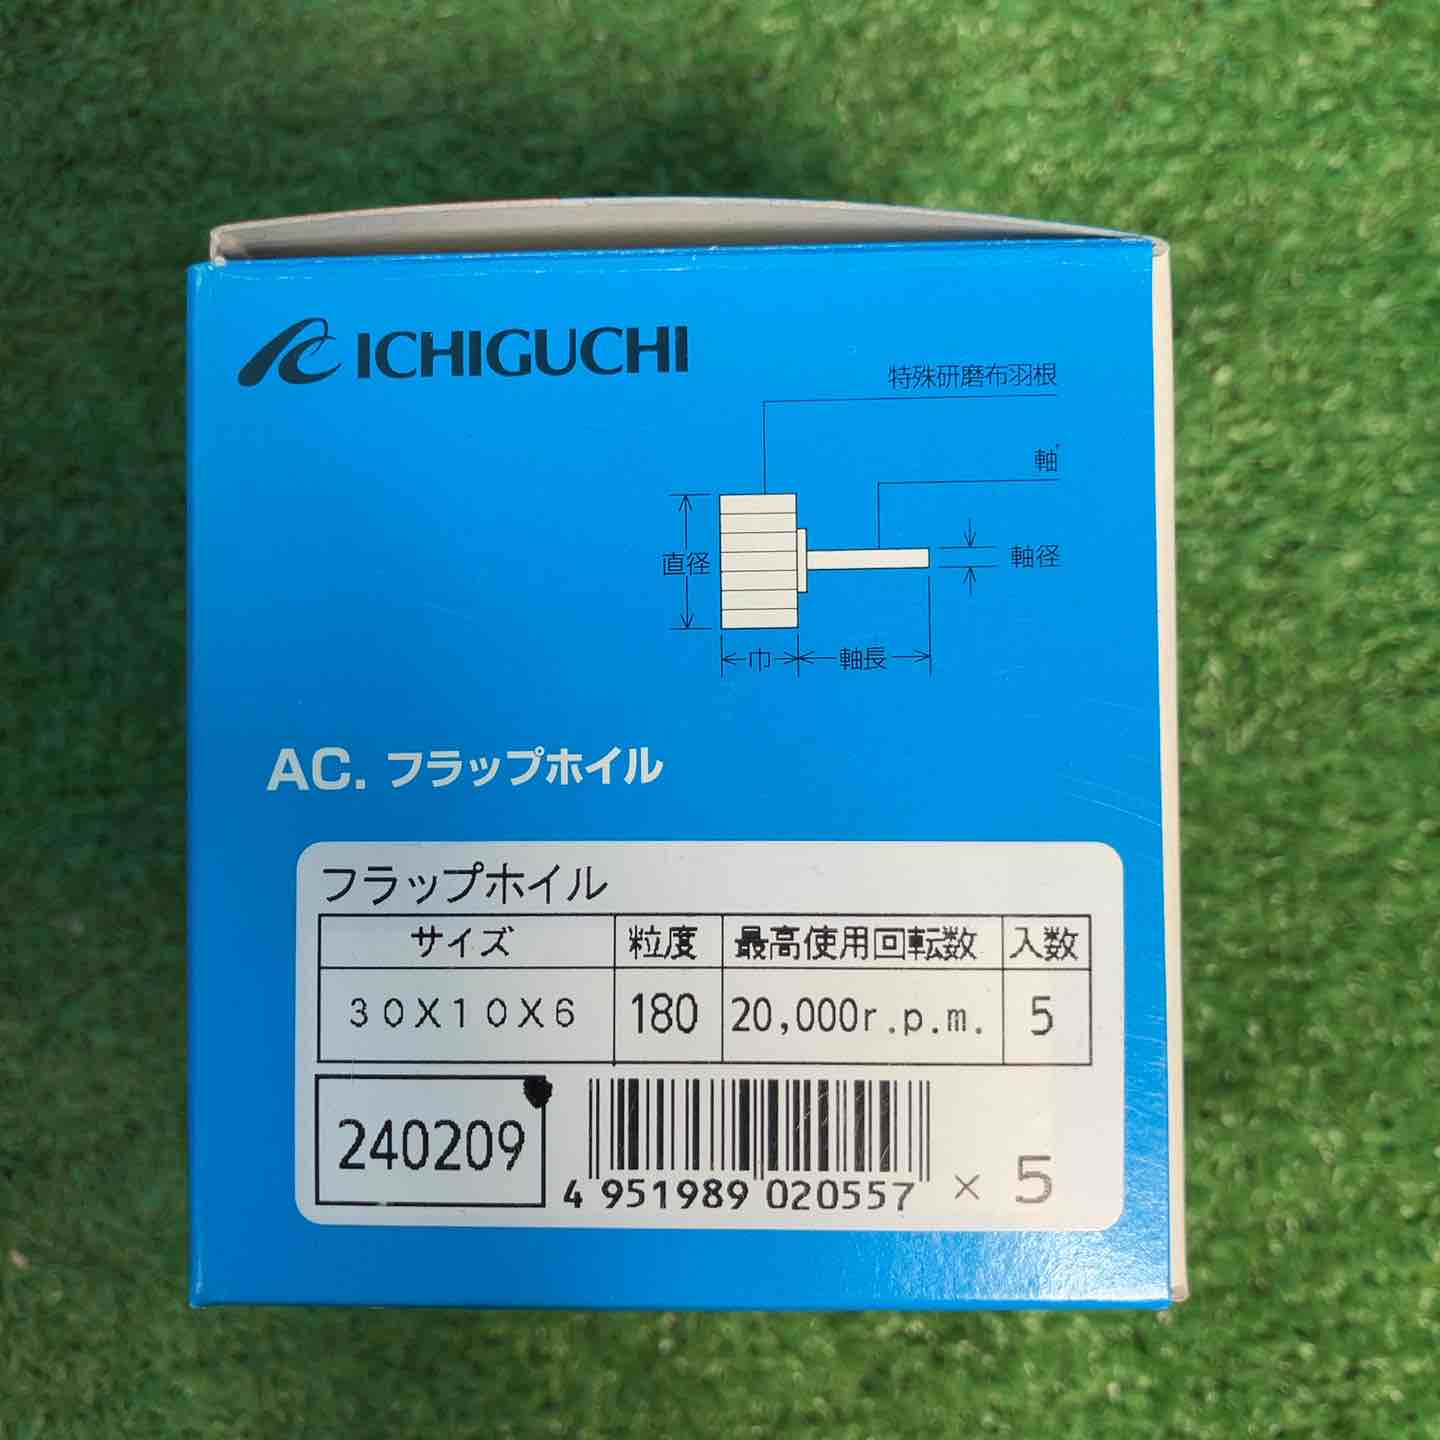 ICHIGUCHI
特殊研磨布羽根
軸
直径
軸径
巾
軸長
AC. フラップホイル
フラップホイル
サイズ 粒度 最高使用回転数 入数
30X10X6 180 20,000r.p.m. 5
240209
4 951989 020557 × 5